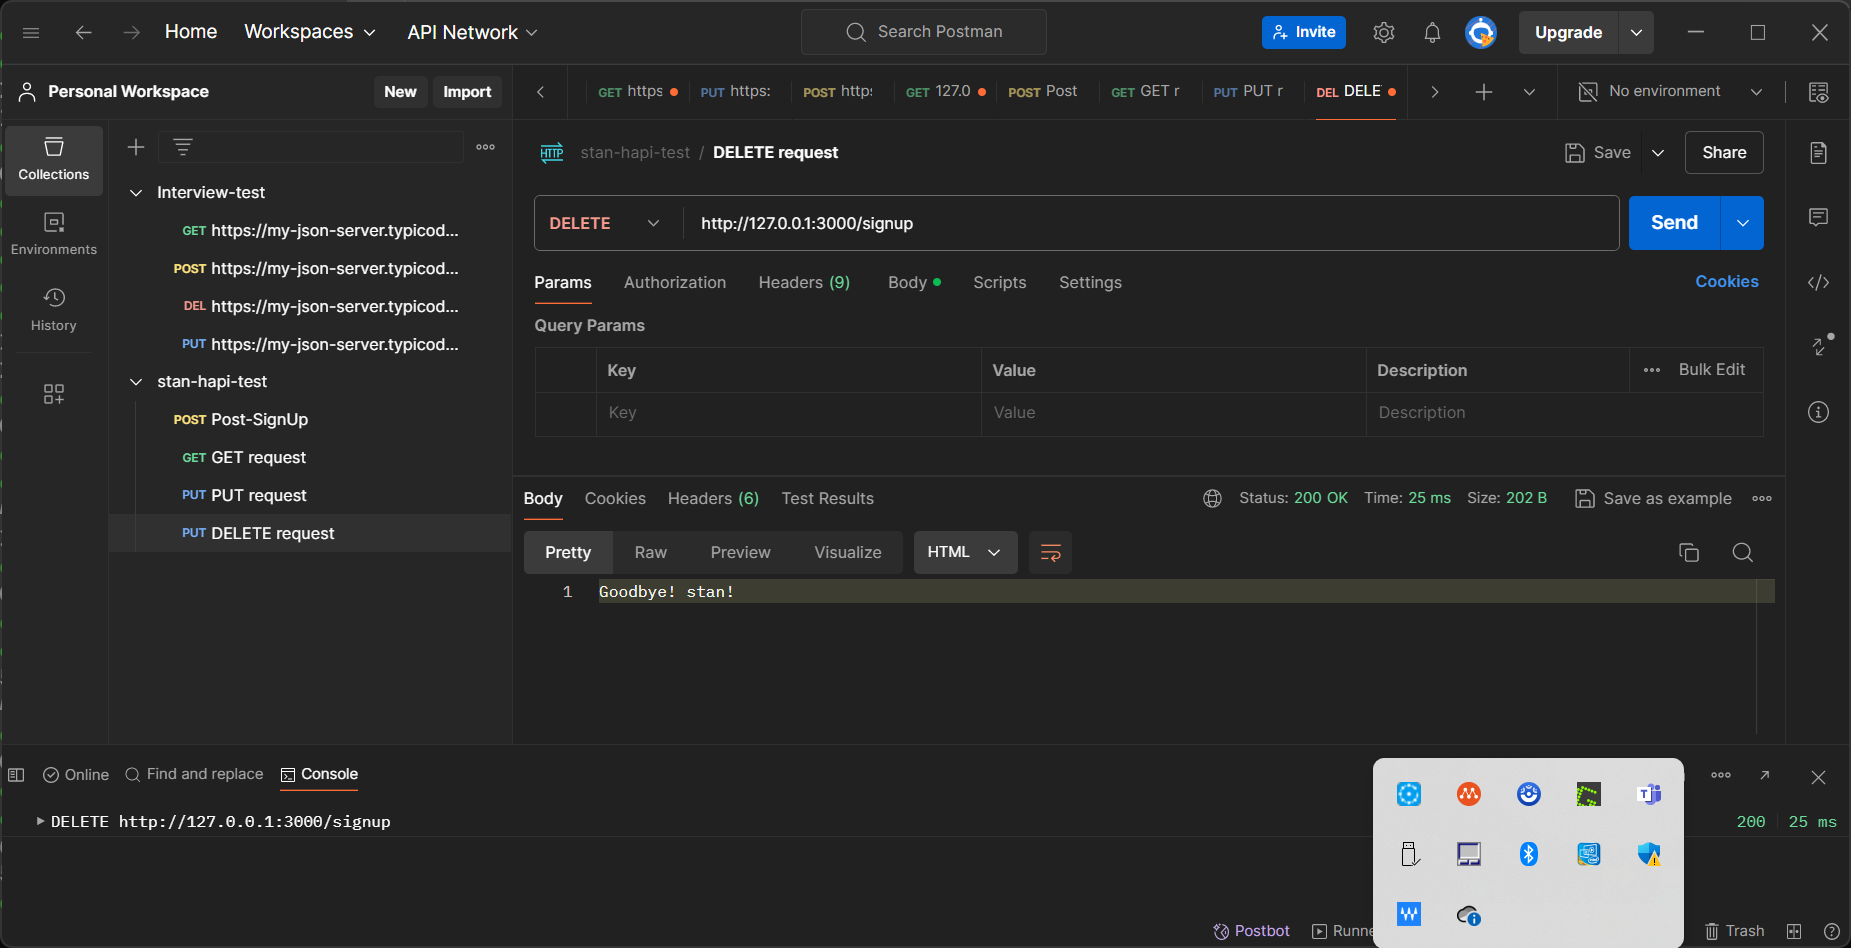 Home Workspaces API Network Search Postman Invite Upgrade
Personal Workspace New Import
GET https PUT https: POST http: GET 127.0 POST Post GET GET r PUT PUT r DEL DELE No environment
Collections
Environments
History
Interview-test
GET https://my-json-server.typicod...
POST https://my-json-server.typicod...
DEL https://my-json-server.typicod...
PUT https://my-json-server.typicod...
stan-hapi-test
POST Post-SignUp
GET GET request
PUT PUT request
PUT DELETE request
HTTP stan-hapi-test / DELETE request Save Share
DELETE http://127.0.0.1:3000/signup Send
Params Authorization Headers (9) Body Scripts Settings Cookies
Query Params
Key Value Description Bulk Edit
Key Value Description
Body Cookies Headers (6) Test Results Status: 200 OK Time: 25 ms Size: 202 B Save as example
Pretty Raw Preview Visualize HTML
1 Goodbye! stan!
Online Find and replace Console
DELETE http://127.0.0.1:3000/signup 200 25 ms
Postbot Runne Trash